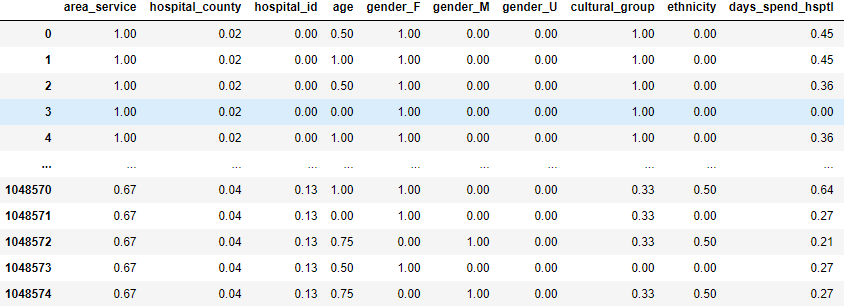 area_service hospital_county hospital_id age gender_F gender_M gender_U cultural_group ethnicity days_spend_hsptl
0 1.00 0.02 0.00 0.50 1.00 0.00 0.00 1.00 0.00 0.45
1 1.00 0.02 0.00 1.00 1.00 0.00 0.00 1.00 0.00 0.45
2 1.00 0.02 0.00 0.50 1.00 0.00 0.00 1.00 0.00 0.36
3 1.00 0.02 0.00 0.00 1.00 0.00 0.00 1.00 0.00 0.00
4 1.00 0.02 0.00 1.00 1.00 0.00 0.00 1.00 0.00 0.36
... ... ... ... ... ... ... ... ... ... ...
1048570 0.67 0.04 0.13 1.00 1.00 0.00 0.00 0.33 0.50 0.64
1048571 0.67 0.04 0.13 0.00 1.00 0.00 0.00 0.33 0.00 0.27
1048572 0.67 0.04 0.13 0.75 0.00 1.00 0.00 0.33 0.50 0.21
1048573 0.67 0.04 0.13 0.50 1.00 0.00 0.00 0.00 0.00 0.27
1048574 0.67 0.04 0.13 0.75 0.00 1.00 0.00 0.33 0.50 0.27